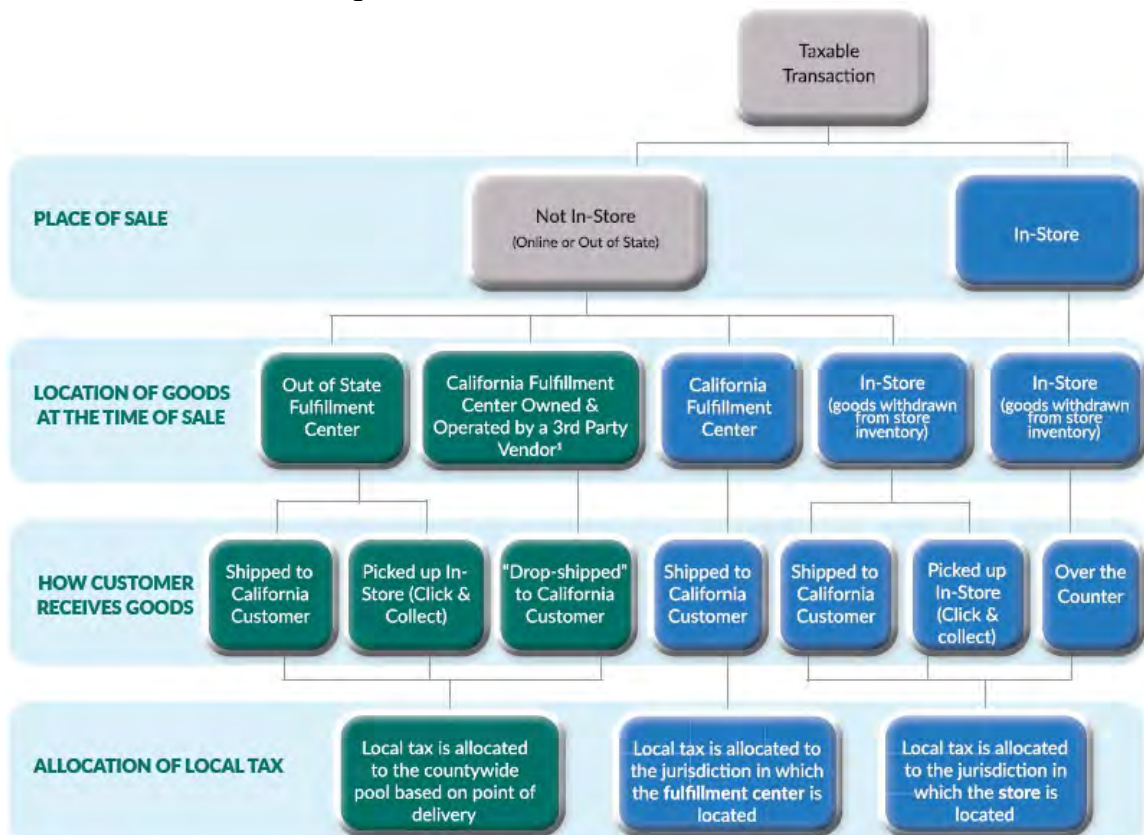 Taxable
Transaction
PLACE OF SALE
Not In-Store
(Online or Out of State)
In-Store
LOCATION OF GOODS
AT THE TIME OF SALE
Out of State
Fulfillment
Center
California Fulfillment
Center Owned &
Operated by a 3rd Party
Vendor¹
California
Fulfillment
Center
In-Store
(goods withdrawn
from store
inventory)
In-Store
(goods withdrawn
from store
inventory)
HOW CUSTOMER
RECEIVES GOODS
Shipped to
California
Customer
Picked up In-
Store (Click &
Collect)
"Drop-shipped"
to California
Customer
Shipped to
California
Customer
Shipped to
California
Customer
Picked up
In-Store
(Click &
collect)
Over the
Counter
ALLOCATION OF LOCAL TAX
Local tax is allocated
to the countywide
pool based on point of
delivery
Local tax is allocated to
the jurisdiction in which
the fulfillment center is
located
Local tax is allocated
to the jurisdiction in
which the store is
located